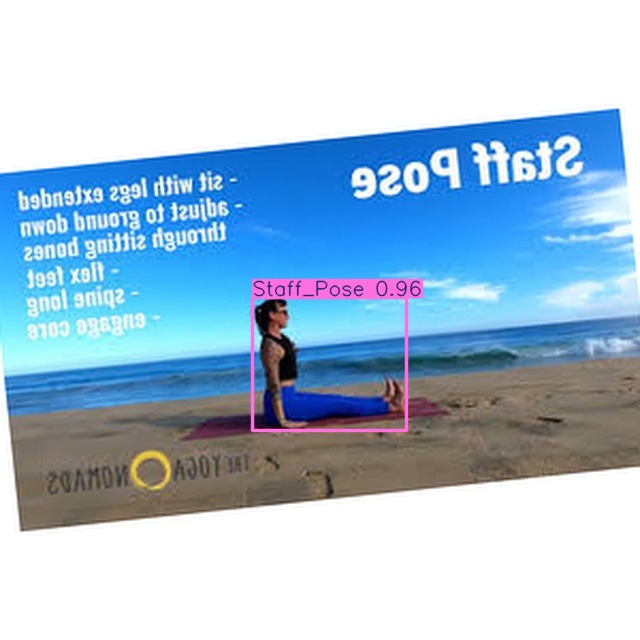 Staff Pose
- sit with legs extended
- adjust to ground down
through sitting bones
- flex feet
- spine long
- engage core
Staff_Pose 0.96
THE YOGA NOMADS